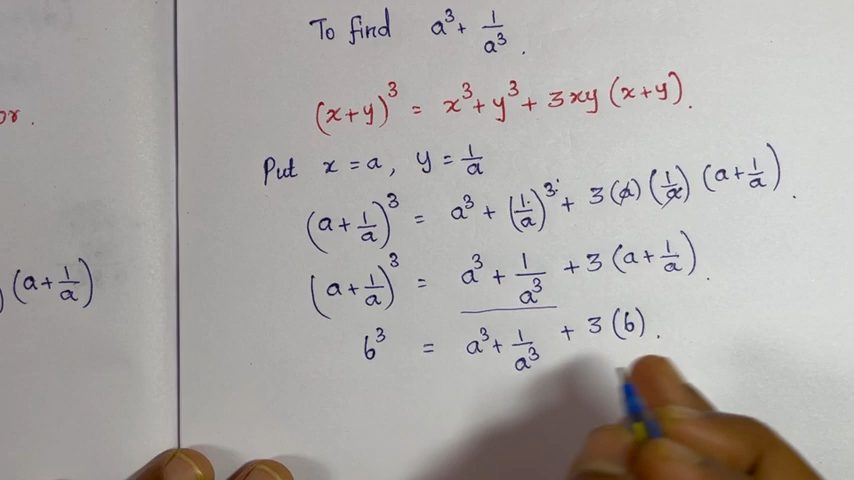 or.
) (a+1/a)
To find a³ + 1/a³.
(x+y)³ = x³+y³+3xy(x+y).
Put x = a, y = 1/a
(a+1/a)³ = a³ + (1/a)³ + 3(a)(1/a)(a+1/a).
(a+1/a)³ = a³ + 1/a³ + 3(a+1/a).
6³ = a³+1/a³ + 3(6).